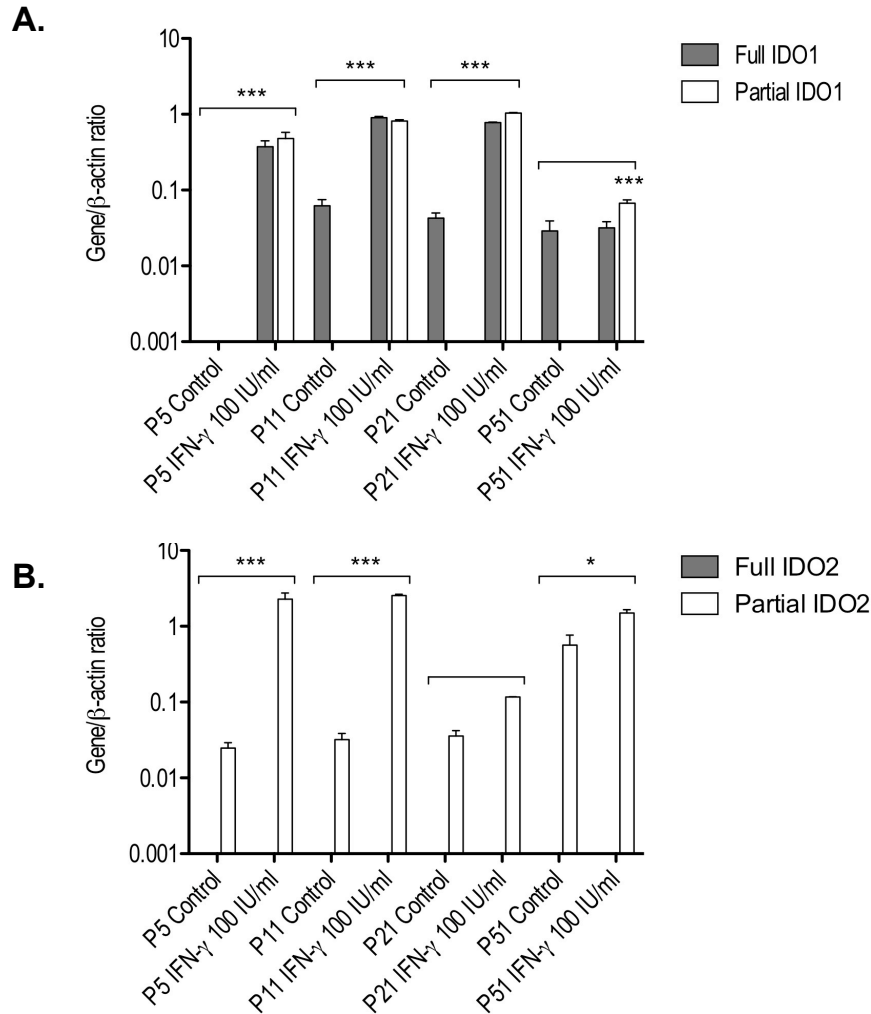 A.
10
1
0.1
0.01
0.001
Gene/β-actin ratio
***
***
***
***
Full IDO1
Partial IDO1
P5 Control
P5 IFN-γ 100 IU/ml
P11 Control
P11 IFN-γ 100 IU/ml
P21 Control
P21 IFN-γ 100 IU/ml
P51 Control
P51 IFN-γ 100 IU/ml
B.
10
1
0.1
0.01
0.001
Gene/β-actin ratio
***
***
*
Full IDO2
Partial IDO2
P5 Control
P5 IFN-γ 100 IU/ml
P11 Control
P11 IFN-γ 100 IU/ml
P21 Control
P21 IFN-γ 100 IU/ml
P51 Control
P51 IFN-γ 100 IU/ml